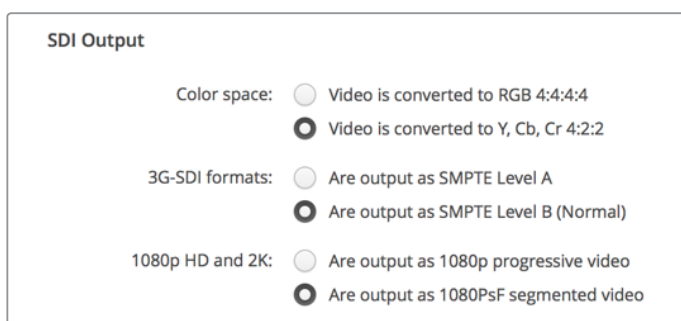 SDI Output
Color space: Video is converted to RGB 4:4:4:4
Video is converted to Y, Cb, Cr 4:2:2
3G-SDI formats: Are output as SMPTE Level A
Are output as SMPTE Level B (Normal)
1080p HD and 2K: Are output as 1080p progressive video
Are output as 1080PsF segmented video